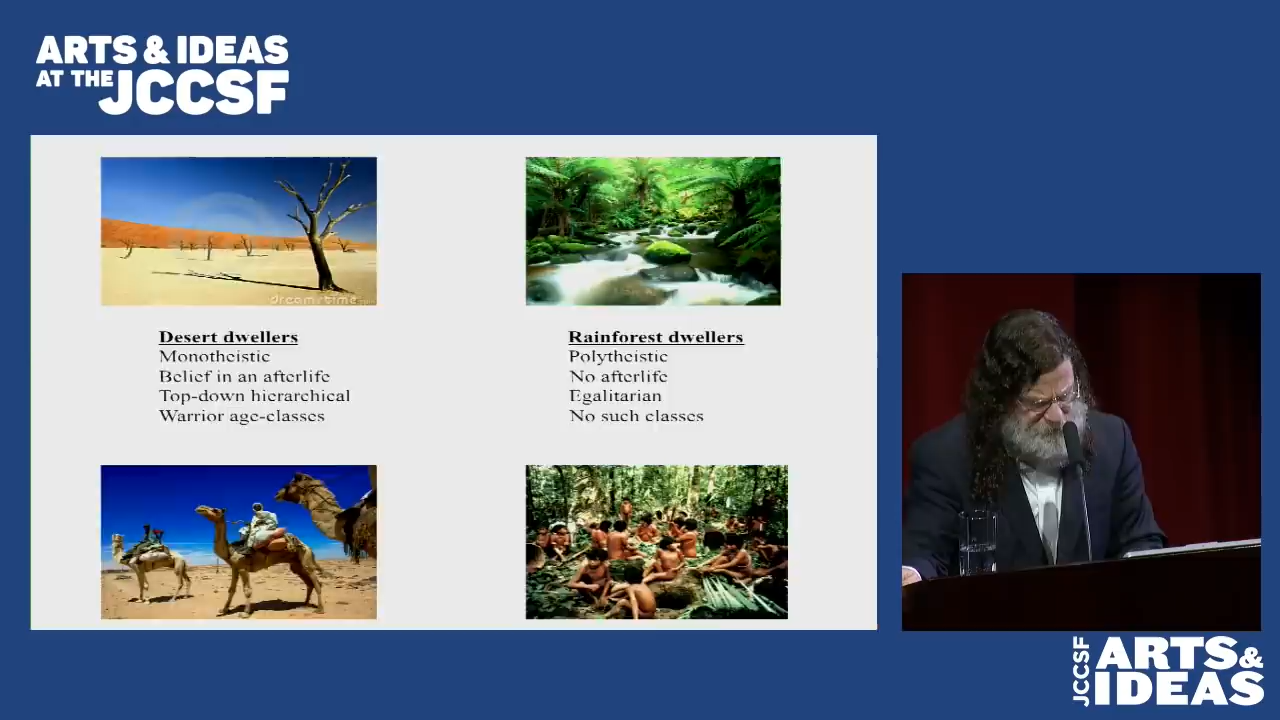 ARTS & IDEAS
AT THE JCCSF
dreamstime
Desert dwellers
Monotheistic
Belief in an afterlife
Top-down hierarchical
Warrior age-classes
Rainforest dwellers
Polytheistic
No afterlife
Egalitarian
No such classes
JCCSF ARTS &
IDEAS